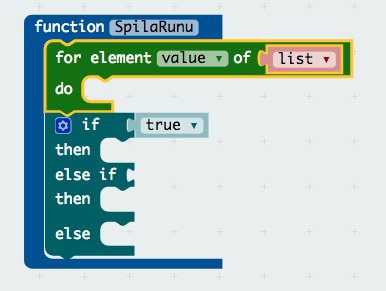 function SpilaRunu
for element value of list
do
if true
then
else if
then
else